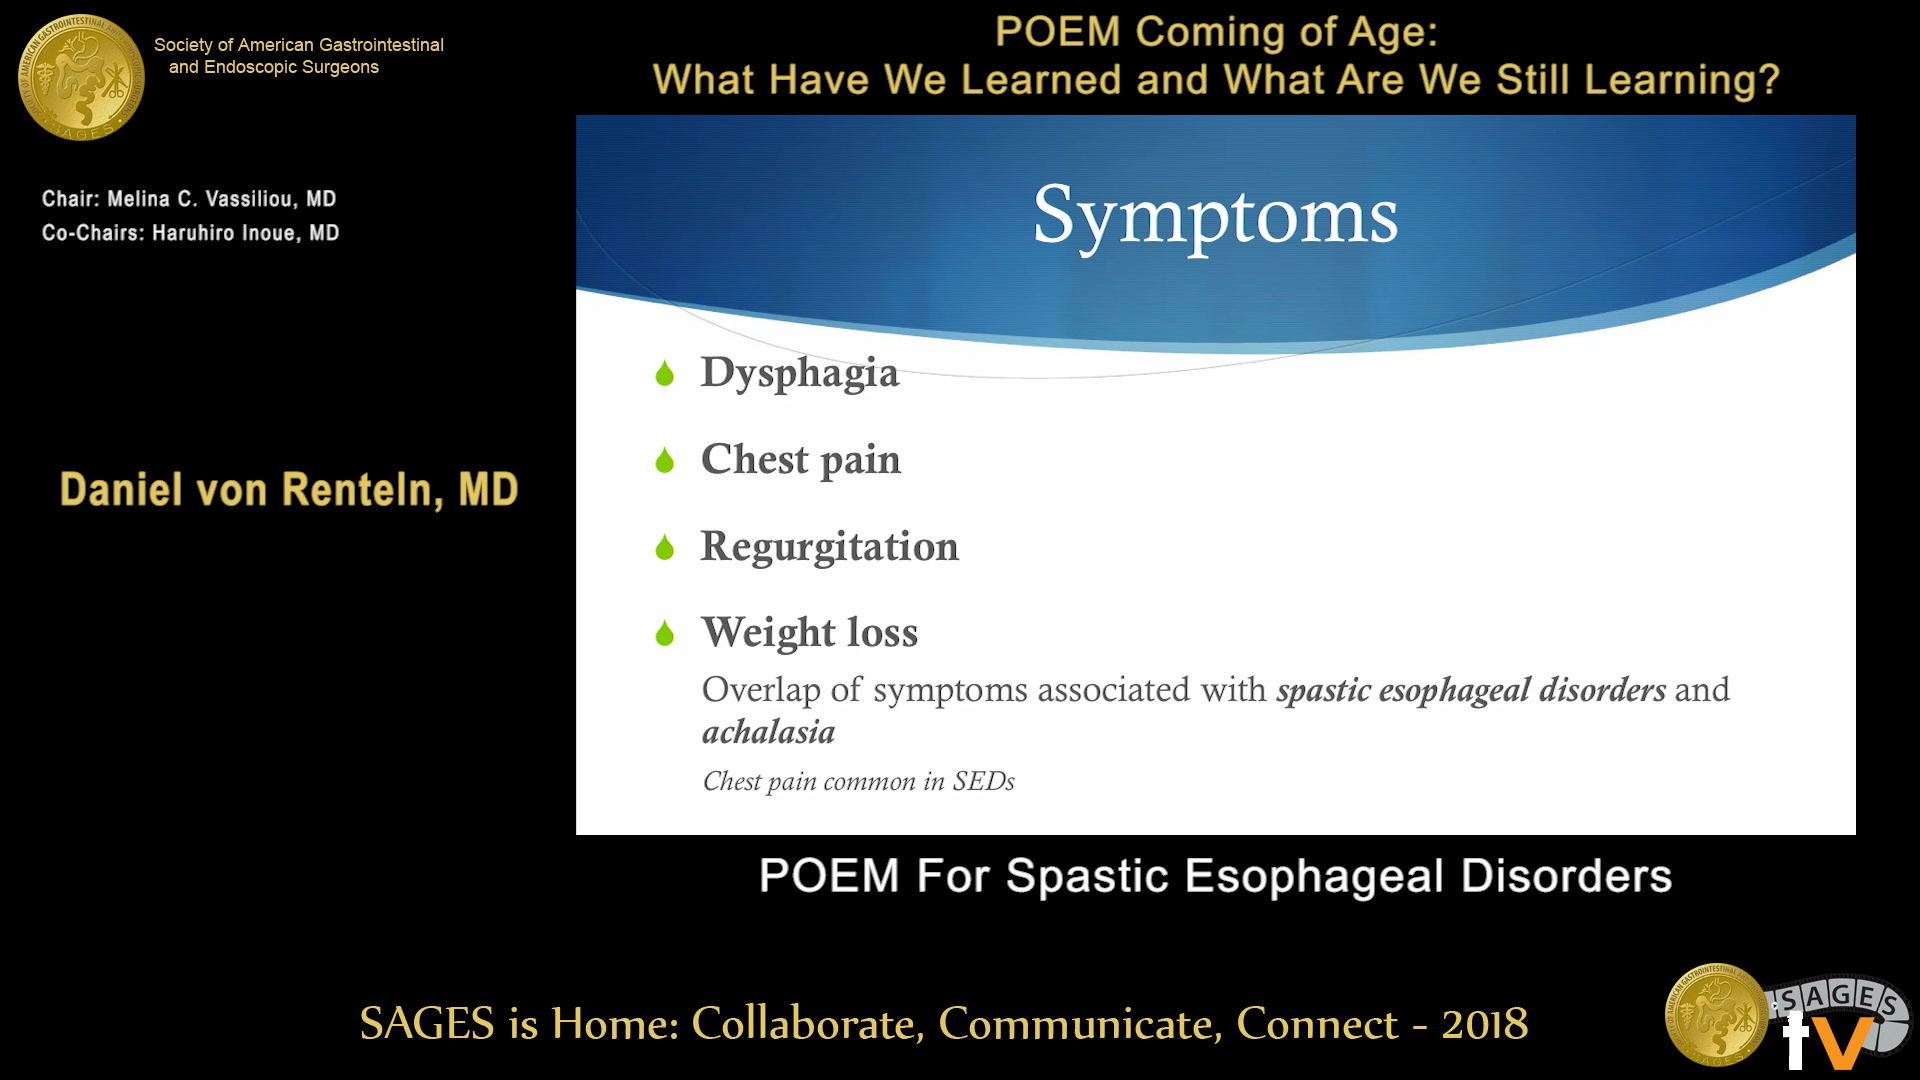 Society of American Gastrointestinal
and Endoscopic Surgeons
POEM Coming of Age:
What Have We Learned and What Are We Still Learning?
Chair: Melina C. Vassiliou, MD
Co-Chairs: Haruhiro Inoue, MD
Daniel von Renteln, MD
Symptoms
Dysphagia
Chest pain
Regurgitation
Weight loss
Overlap of symptoms associated with spastic esophageal disorders and
achalasia
Chest pain common in SEDs
POEM For Spastic Esophageal Disorders
SAGES is Home: Collaborate, Communicate, Connect - 2018
SAGES
tv
SAGES